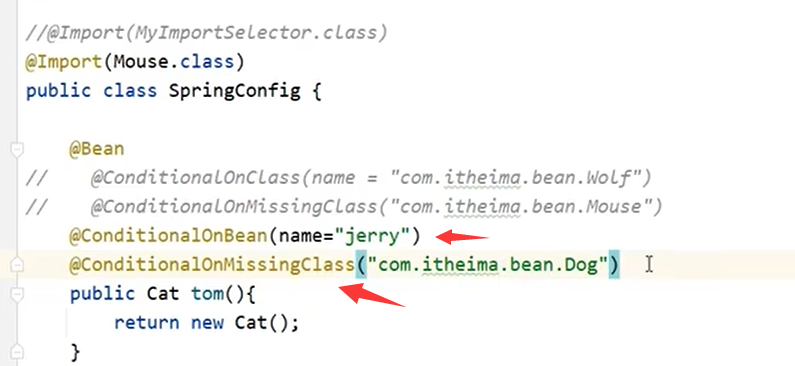 //@Import(MyImportSelector.class)
@Import(Mouse.class)
public class SpringConfig {
@Bean
// @ConditionalOnClass(name = "com.itheima.bean.Wolf")
// @ConditionalOnMissingClass("com.itheima.bean.Mouse")
@ConditionalOnBean(name="jerry")
@ConditionalOnMissingClass("com.itheima.bean.Dog")
public Cat tom(){
return new Cat();
}